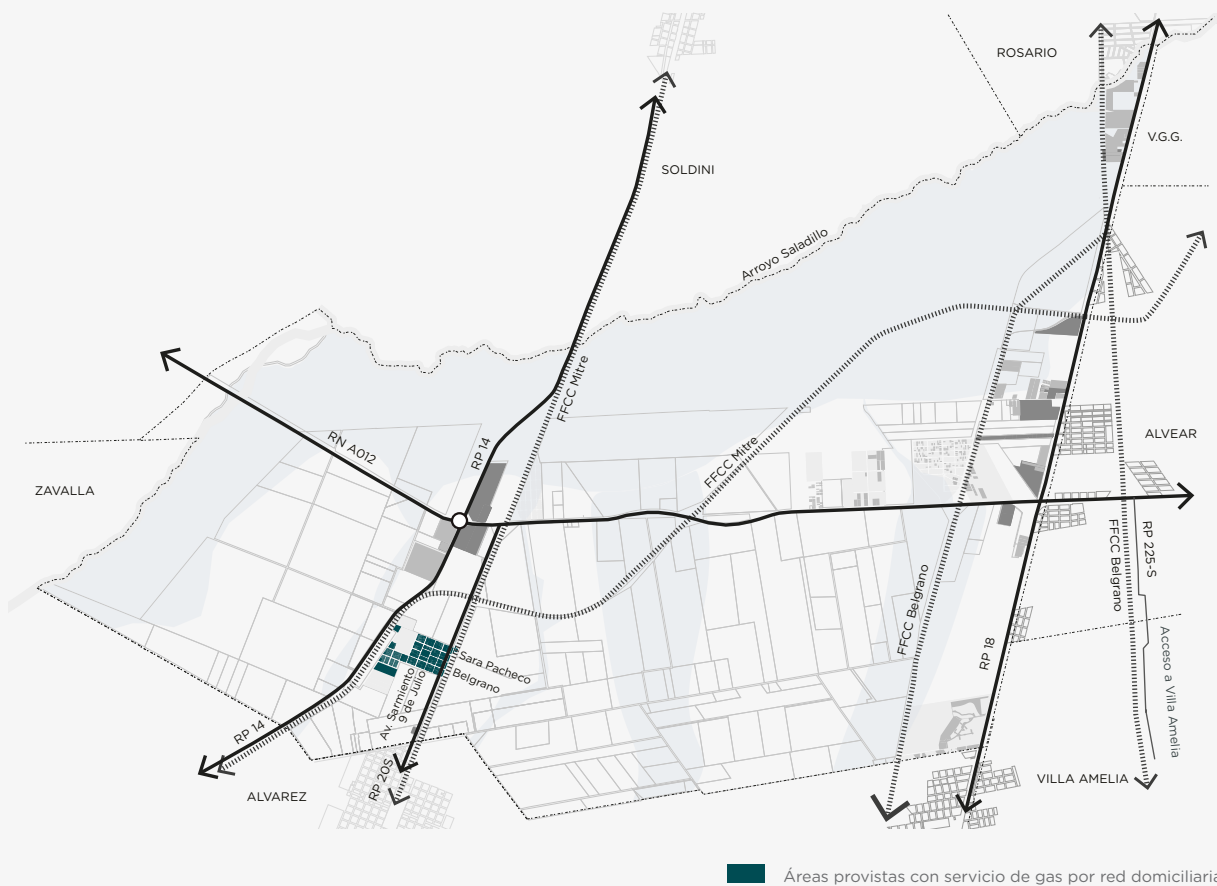 ROSARIO
V.G.G.
SOLDINI
Arroyo Saladillo
FFCC Mitre
RN A012
RP 14
FFCC Mitre
ALVEAR
ZAVALLA
FFCC Belgrano
RP 225-S
FFCC Belgrano
RP 18
Acceso a Villa Amelia
Sara Pacheco
Belgrano
Av. Sarmiento
9 de Julio
RP 14
RP 20S
ALVAREZ
VILLA AMELIA
Áreas provistas con servicio de gas por red domiciliaria